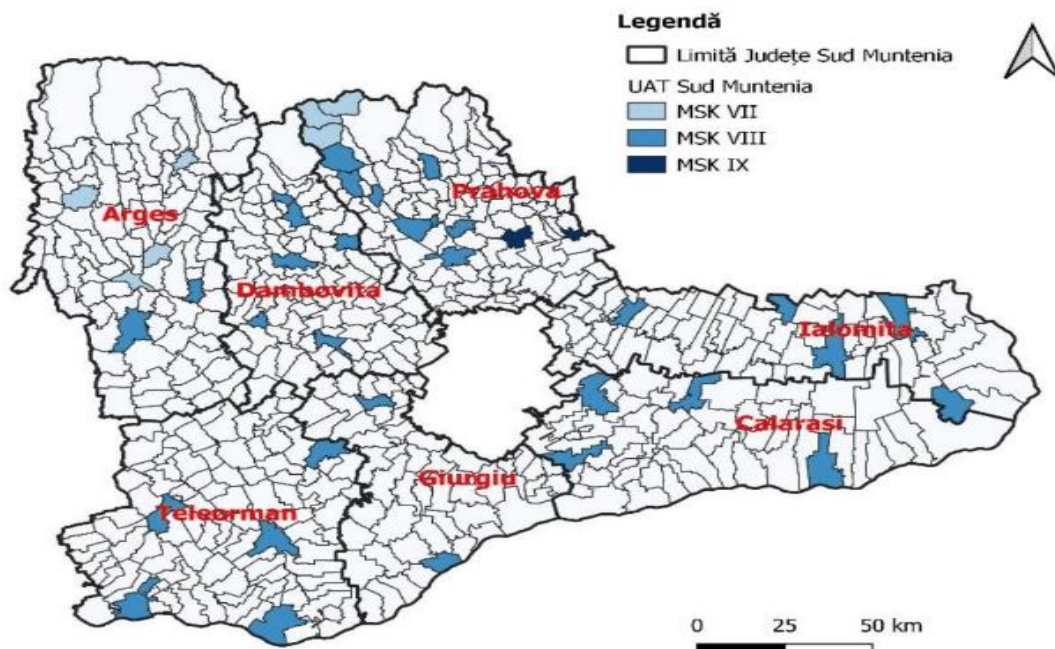 Legendă
Limită Județe Sud Muntenia
UAT Sud Muntenia
MSK VII
MSK VIII
MSK IX
Prahova
Arges
Dambovita
Ialomita
Calarasi
Giurgiu
Teleorman
0 25 50 km